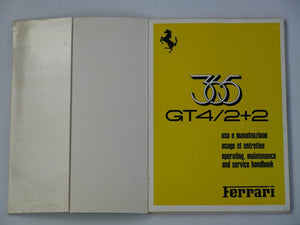 365
GT4/2+2
uso e manutenzione
usage et entretien
operating, maintenance
and service handbook
Ferrari